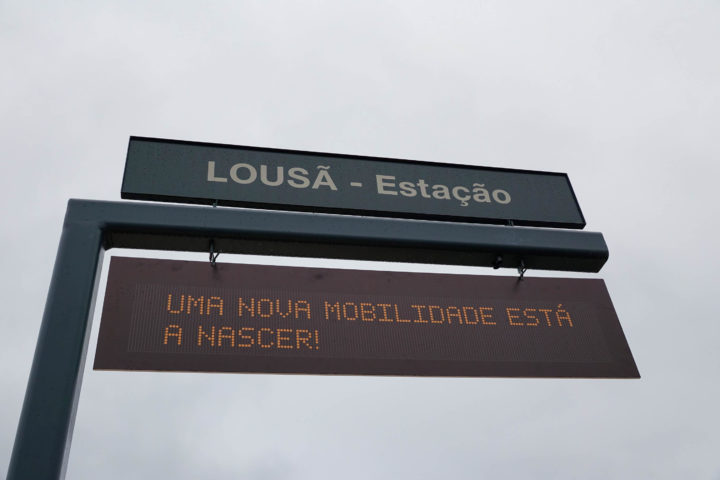 LOUSÃ - Estação
UMA NOVA MOBILIDADE ESTÁ
A NASCER!